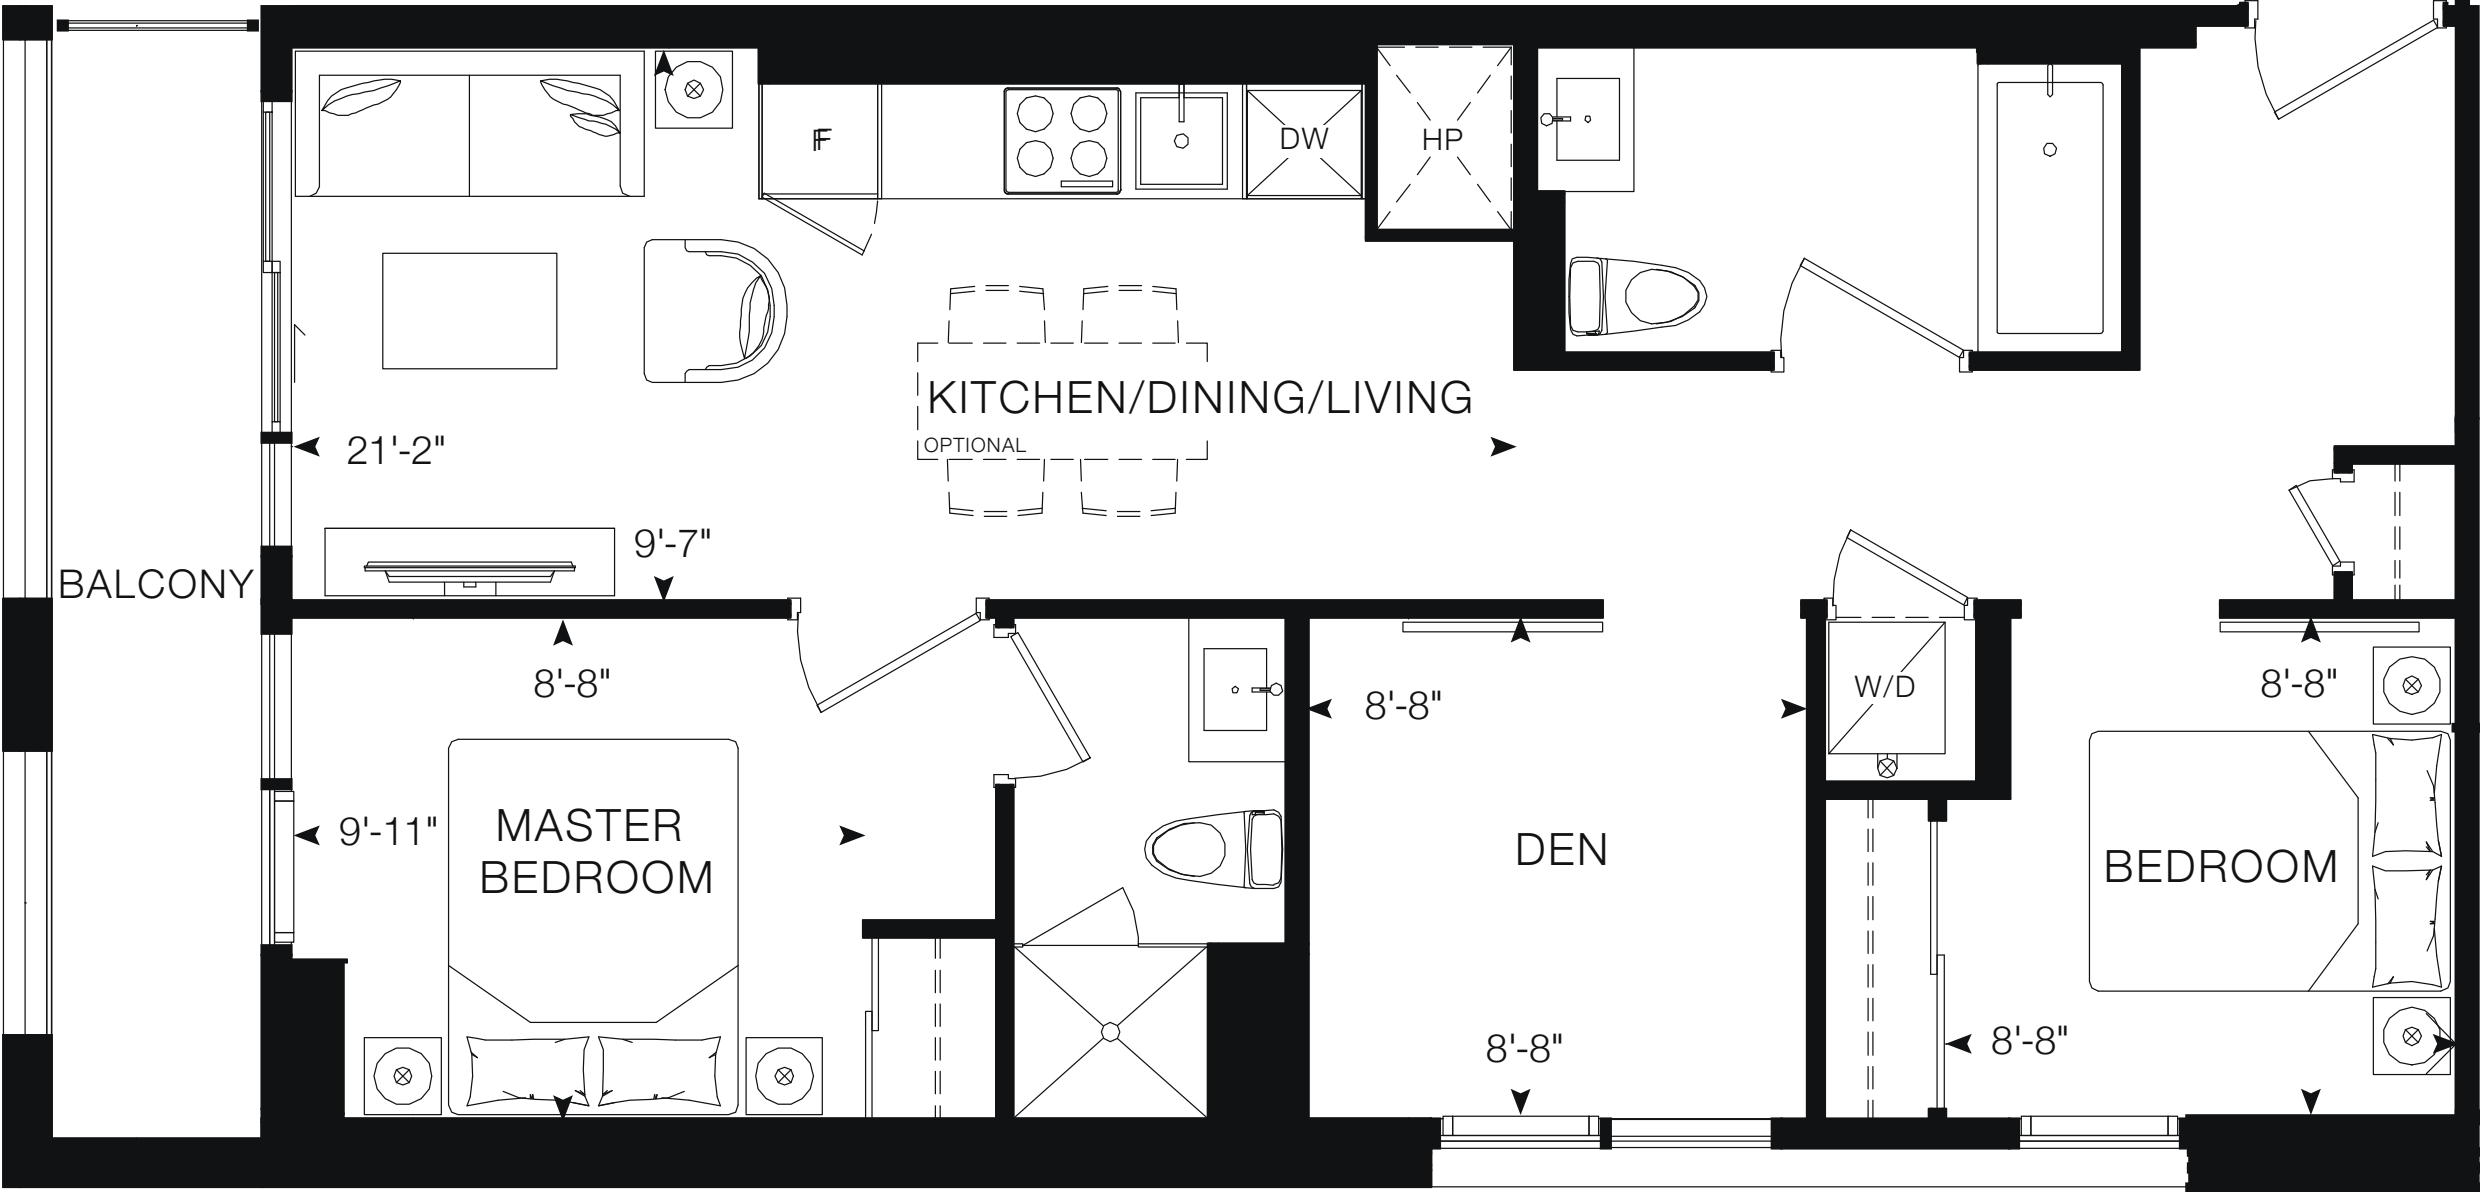 F
DW
HP
KITCHEN/DINING/LIVING
OPTIONAL
21'-2"
9'-7"
BALCONY
8'-8"
9'-11"
MASTER
BEDROOM
8'-8"
DEN
8'-8"
W/D
8'-8"
BEDROOM
8'-8"